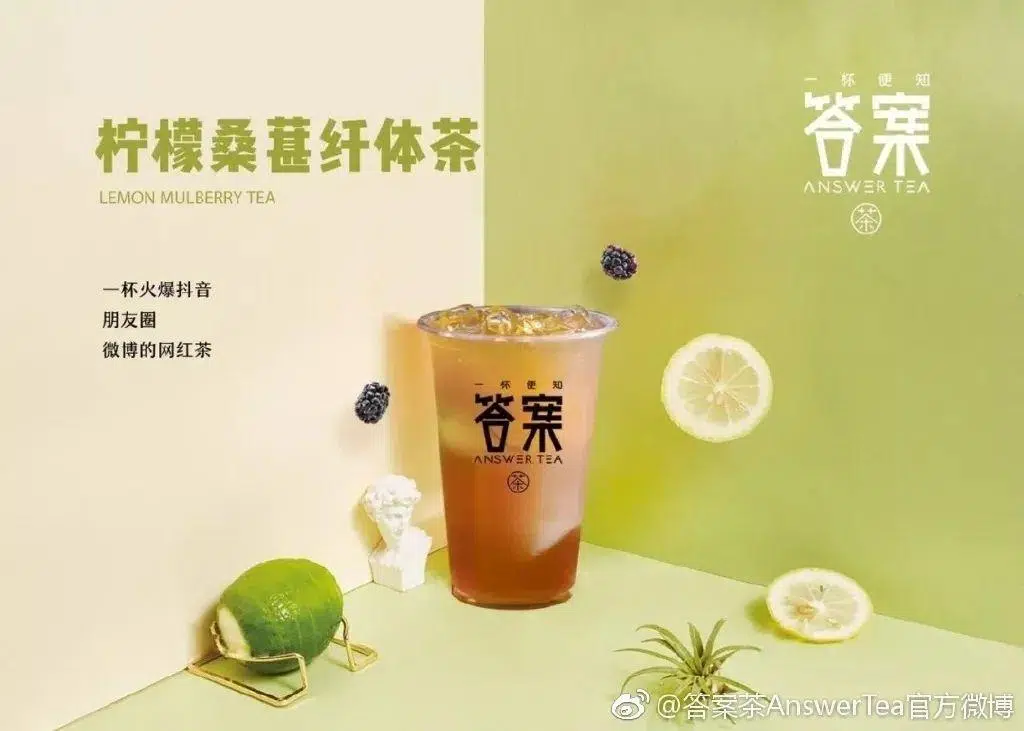 柠檬桑葚纤体茶
LEMON MULBERRY TEA
一杯火爆抖音
朋友圈
微博的网红茶
一杯便知
答案
ANSWER TEA
茶
一杯便知
答案
ANSWER TEA
茶
@答案茶AnswerTea官方微博